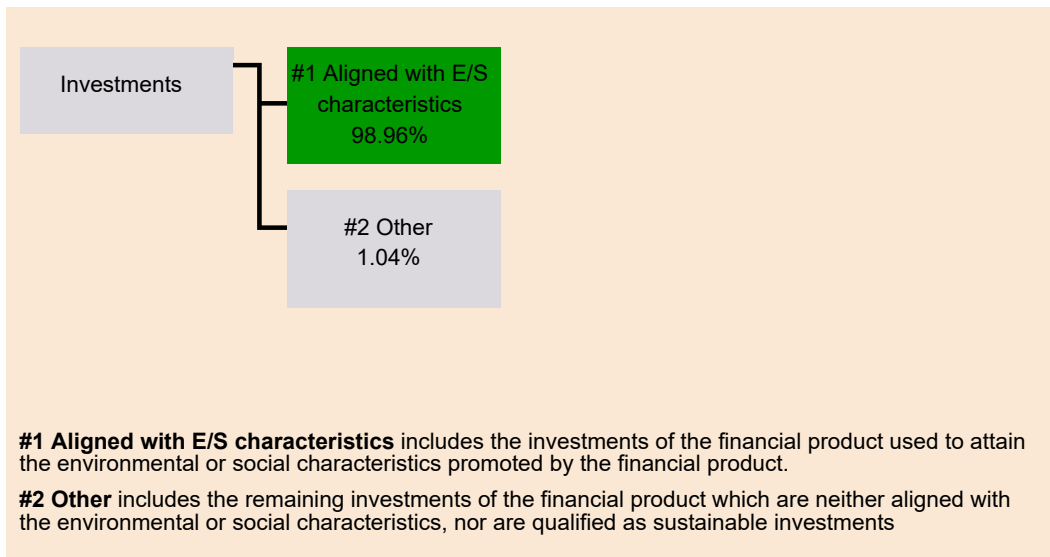 Investments
#1 Aligned with E/S
characteristics
98.96%
#2 Other
1.04%
#1 Aligned with E/S characteristics includes the investments of the financial product used to attain
the environmental or social characteristics promoted by the financial product.
#2 Other includes the remaining investments of the financial product which are neither aligned with
the environmental or social characteristics, nor are qualified as sustainable investments